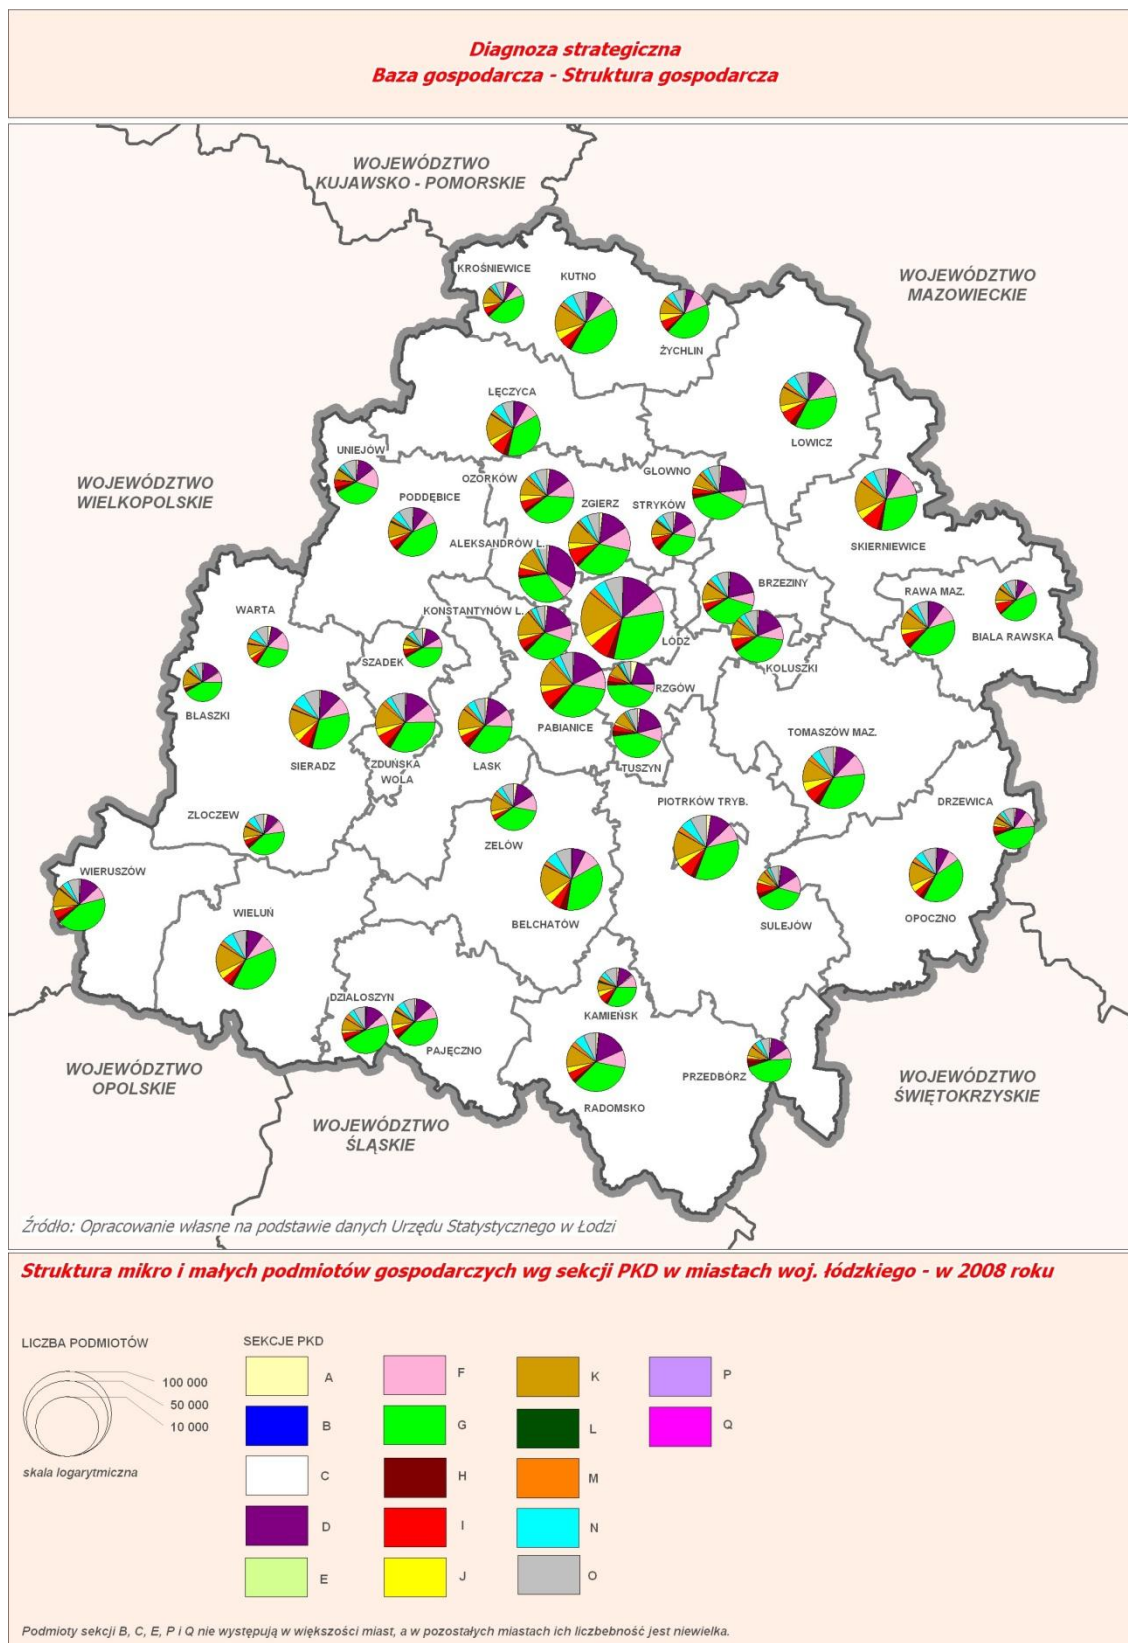 Diagnoza strategiczna
Baza gospodarcza - Struktura gospodarcza
WOJEWÓDZTWO
KUJAWSKO - POMORSKIE
WOJEWÓDZTWO
MAZOWIECKIE
KROŚNIEWICE
KUTNO
ŻYCHLIN
ŁĘCZYCA
ŁOWICZ
UNIEJÓW
WOJEWÓDZTWO
WIELKOPOLSKIE
PODDĘBICE
OZORKÓW
ZGIERZ
STRYKÓW
GŁOWNO
SKIERNIEWICE
ALEKSANDRÓW Ł.
BRZEZINY
RAWA MAZ.
BIAŁA RAWSKA
WARTA
KONSTANTYNÓW Ł.
ŁÓDŹ
KOLUSZKI
SZADEK
RZGÓW
BŁASZKI
PABIANICE
SIERADZ
ZDUŃSKA
WOLA
ŁASK
TUSZYN
TOMASZÓW MAZ.
ZŁOCZEW
ZELÓW
PIOTRKÓW TRYB.
DRZEWICA
WIERUSZÓW
WIELUŃ
BEŁCHATÓW
SULEJÓW
OPOCZNO
DZIAŁOSZYN
PAJĘCZNO
KAMIEŃSK
RADOMSKO
PRZEDBÓRZ
WOJEWÓDZTWO
OPOLSKIE
WOJEWÓDZTWO
ŚLĄSKIE
WOJEWÓDZTWO
ŚWIĘTOKRZYSKIE
Źródło: Opracowanie własne na podstawie danych Urzędu Statystycznego w Łodzi
Struktura mikro i małych podmiotów gospodarczych wg sekcji PKD w miastach woj. łódzkiego - w 2008 roku
LICZBA PODMIOTÓW
100 000
50 000
10 000
skala logarytmiczna
SEKCJE PKD
A
B
C
D
E
F
G
H
I
J
K
L
M
N
O
P
Q
Podmioty sekcji B, C, E, P i Q nie występują w większości miast, a w pozostałych miastach ich liczbebność jest niewielka.